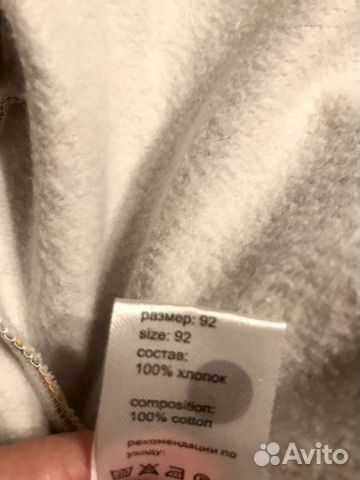 размер: 92
size: 92
состав:
100% хлопок
composition:
100% cotton
рекомендации по
уходу:
Avito